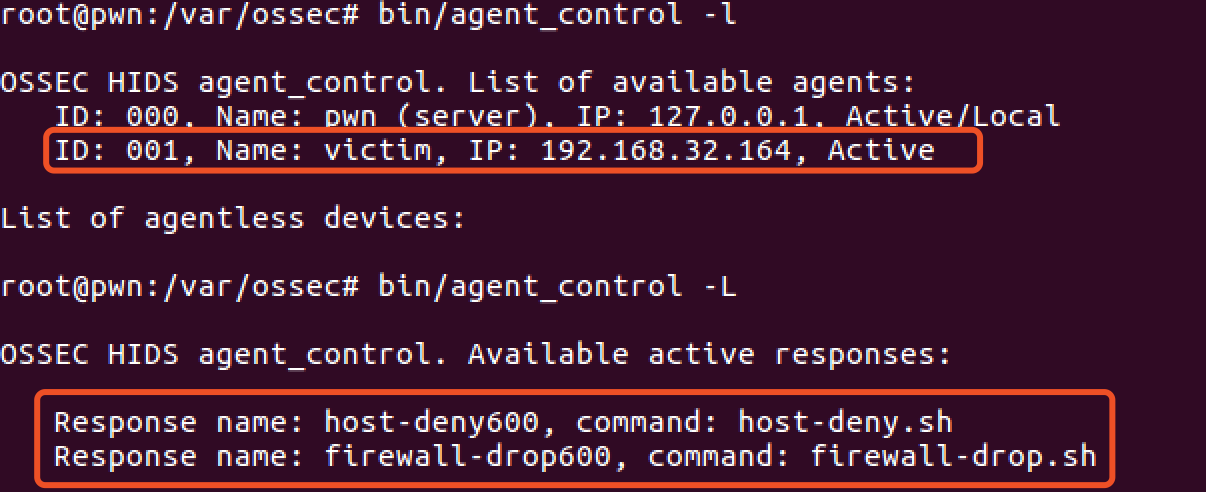 root@pwn:/var/ossec# bin/agent_control -l
OSSEC HIDS agent_control. List of available agents:
ID: 000, Name: pwn (server), IP: 127.0.0.1, Active/Local
ID: 001, Name: victim, IP: 192.168.32.164, Active
List of agentless devices:
root@pwn:/var/ossec# bin/agent_control -L
OSSEC HIDS agent_control. Available active responses:
Response name: host-deny600, command: host-deny.sh
Response name: firewall-drop600, command: firewall-drop.sh